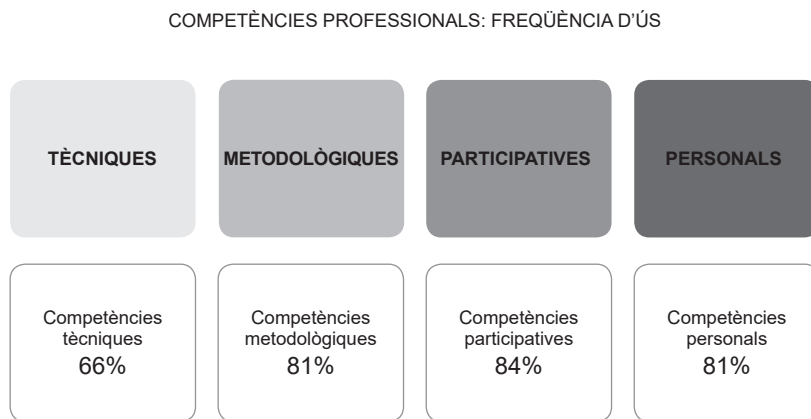 COMPETÈNCIES PROFESSIONALS: FREQÜÈNCIA D'ÚS
TÈCNIQUES
METODOLÒGIQUES
PARTICIPATIVES
PERSONALS
Competències
tècniques
66%
Competències
metodològiques
81%
Competències
participatives
84%
Competències
personals
81%